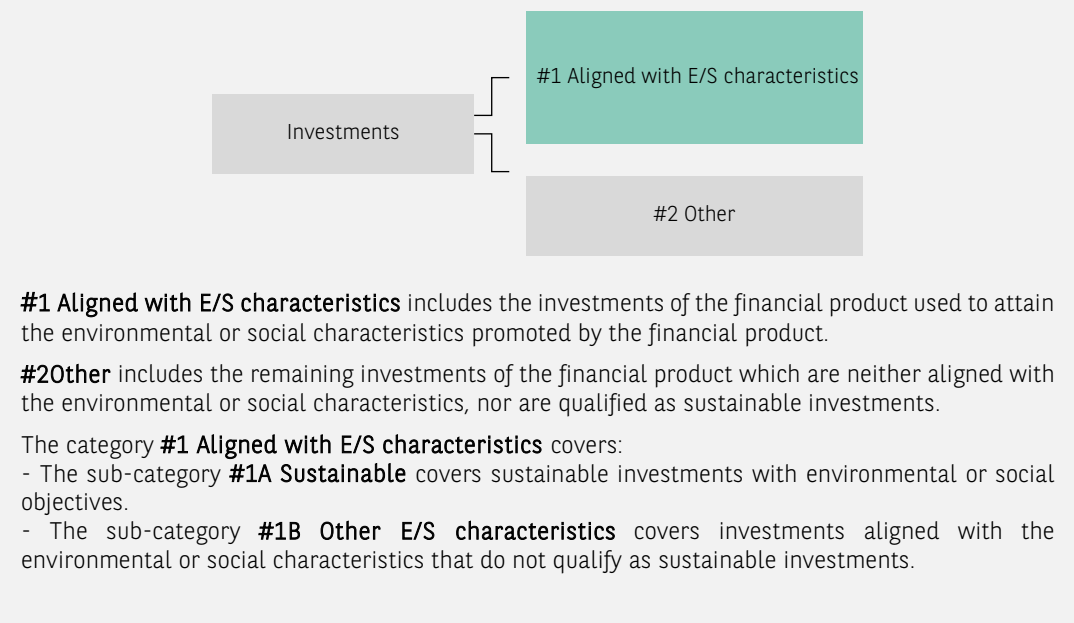 #1 Aligned with E/S characteristics
Investments
#2 Other
#1 Aligned with E/S characteristics includes the investments of the financial product used to attain
the environmental or social characteristics promoted by the financial product.
#2Other includes the remaining investments of the financial product which are neither aligned with
the environmental or social characteristics, nor are qualified as sustainable investments.
The category #1 Aligned with E/S characteristics covers:
- The sub-category #1A Sustainable covers sustainable investments with environmental or social
objectives.
- The sub-category #1B Other E/S characteristics covers investments aligned with the
environmental or social characteristics that do not qualify as sustainable investments.